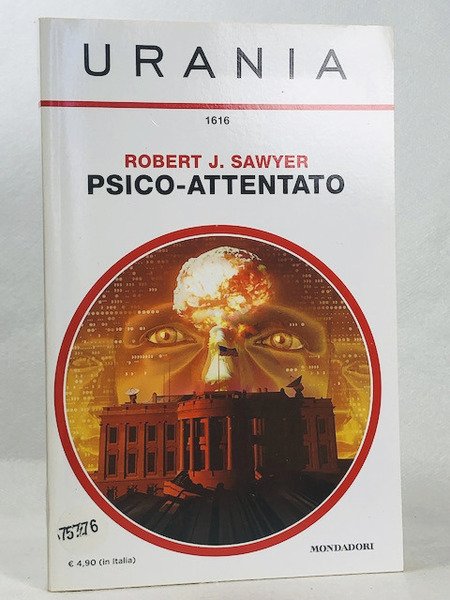 URANIA
1616
ROBERT J. SAWYER
PSICO-ATTENTATO
€ 4,90 (in Italia)
MONDADORI